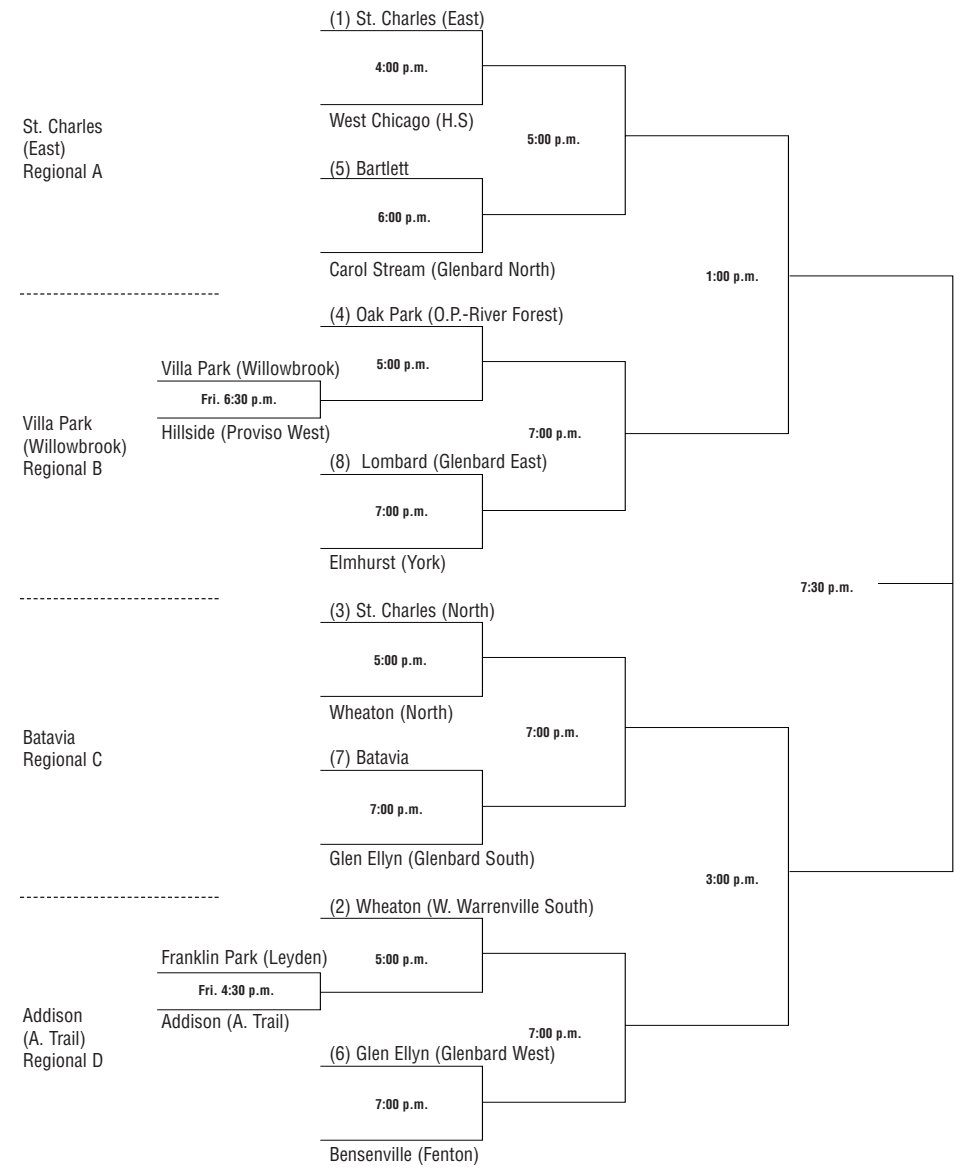 (1) St. Charles (East)
4:00 p.m.
West Chicago (H.S)
St. Charles
(East)
Regional A
5:00 p.m.
(5) Bartlett
6:00 p.m.
Carol Stream (Glenbard North)
1:00 p.m.
(4) Oak Park (O.P.-River Forest)
5:00 p.m.
Villa Park (Willowbrook)
Fri. 6:30 p.m.
Hillside (Proviso West)
Villa Park
(Willowbrook)
Regional B
7:00 p.m.
(8) Lombard (Glenbard East)
7:00 p.m.
Elmhurst (York)
7:30 p.m.
(3) St. Charles (North)
5:00 p.m.
Wheaton (North)
Batavia
Regional C
7:00 p.m.
(7) Batavia
7:00 p.m.
Glen Ellyn (Glenbard South)
3:00 p.m.
(2) Wheaton (W. Warrenville South)
5:00 p.m.
Franklin Park (Leyden)
Fri. 4:30 p.m.
Addison (A. Trail)
Addison
(A. Trail)
Regional D
7:00 p.m.
(6) Glen Ellyn (Glenbard West)
7:00 p.m.
Bensenville (Fenton)